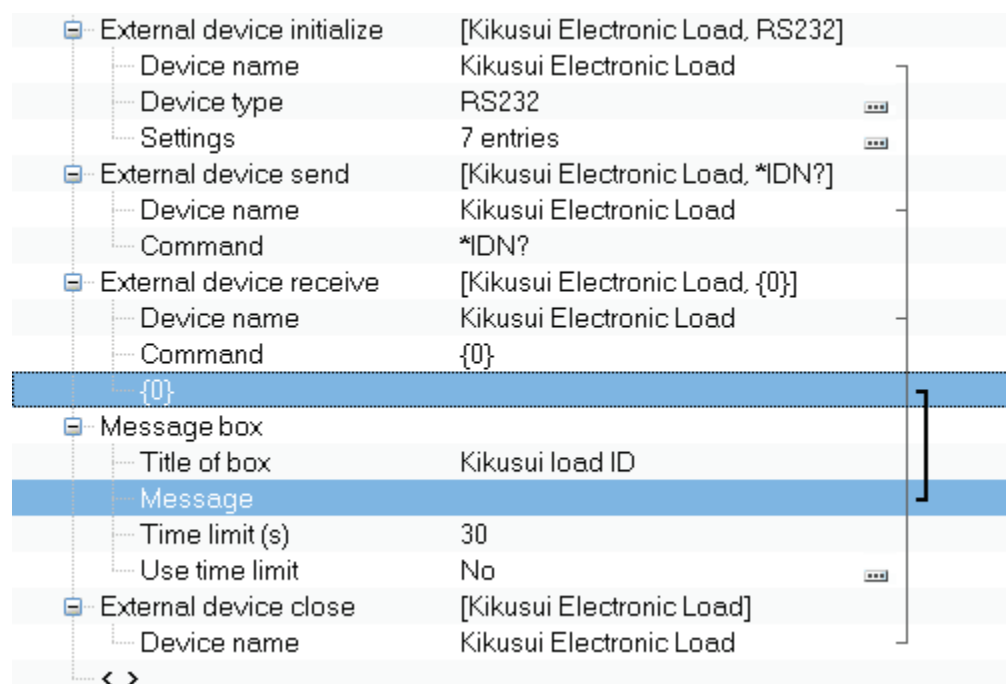 External device initialize [Kikusui Electronic Load, RS232]
Device name Kikusui Electronic Load
Device type RS232
Settings 7 entries
External device send [Kikusui Electronic Load, *IDN?]
Device name Kikusui Electronic Load
Command *IDN?
External device receive [Kikusui Electronic Load, {0}]
Device name Kikusui Electronic Load
Command {0}
{0}
Message box
Title of box Kikusui load ID
Message
Time limit (s) 30
Use time limit No
External device close [Kikusui Electronic Load]
Device name Kikusui Electronic Load
< >